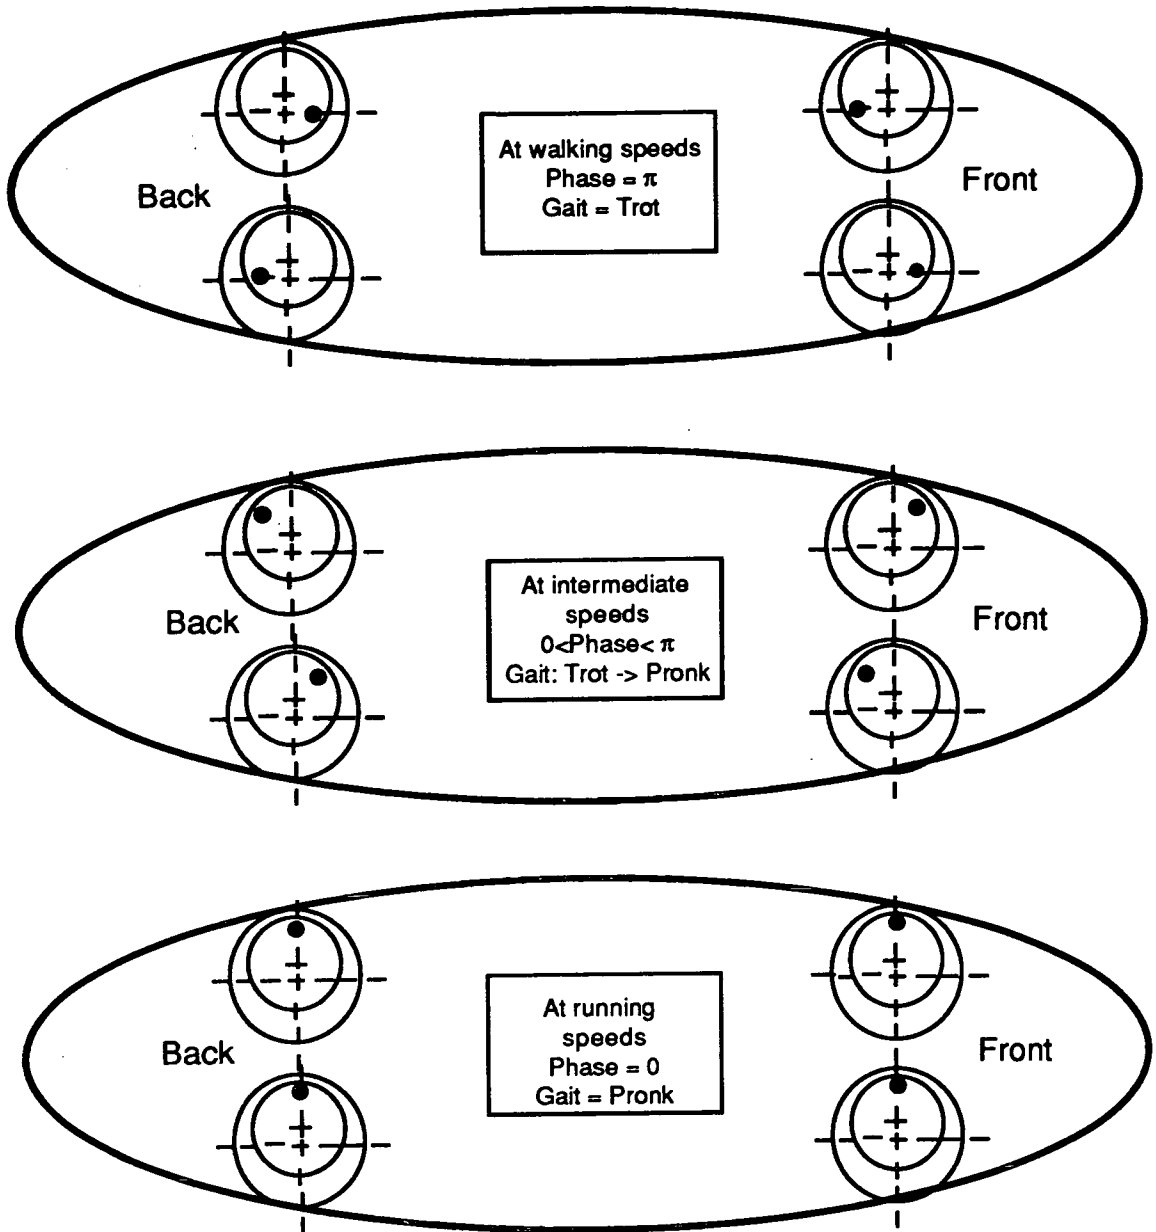 At walking speeds
Phase = π
Gait = Trot
Back
Front
At intermediate
speeds
0<Phase< π
Gait: Trot -> Pronk
Back
Front
At running
speeds
Phase = 0
Gait = Pronk
Back
Front